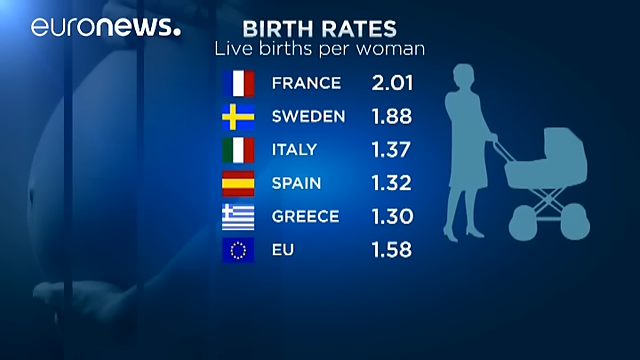 euronews.
BIRTH RATES
Live births per woman
FRANCE 2.01
SWEDEN 1.88
ITALY 1.37
SPAIN 1.32
GREECE 1.30
EU 1.58